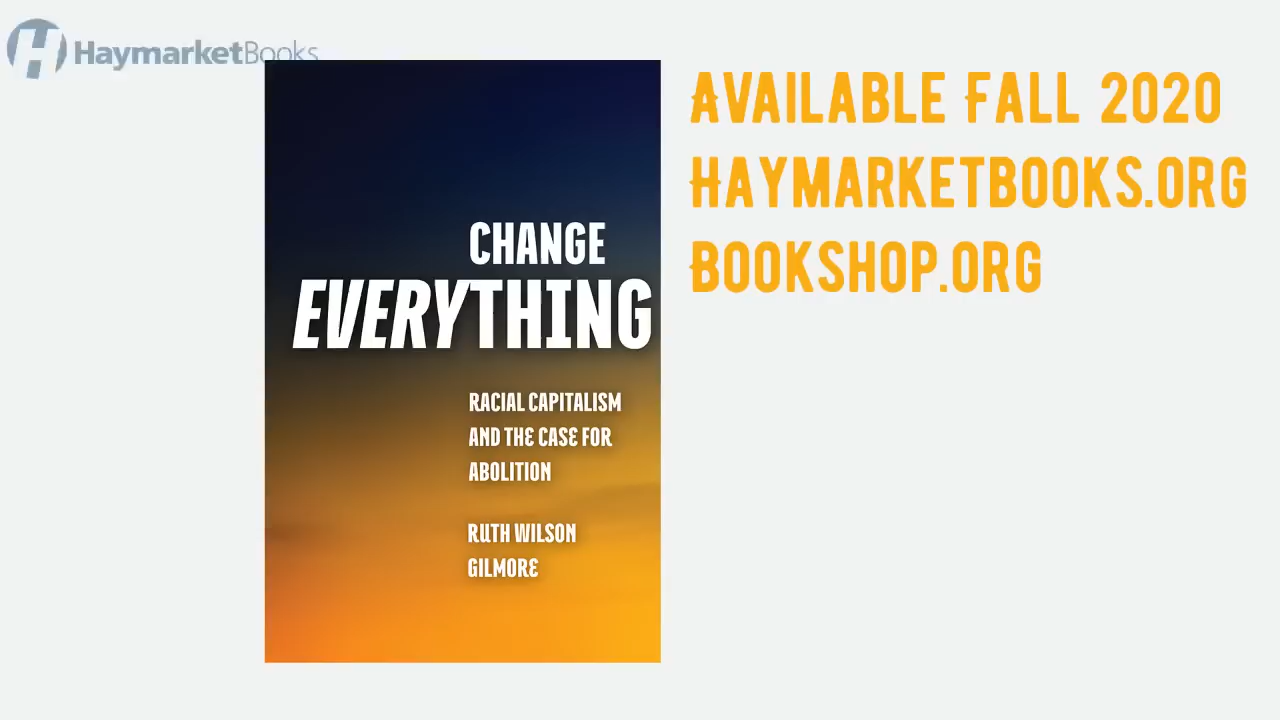 HaymarketBooks
CHANGE
EVERYTHING
RACIAL CAPITALISM
AND THE CASE FOR
ABOLITION
RUTH WILSON
GILMORE
AVAILABLE FALL 2020
HAYMARKETBOOKS.ORG
BOOKSHOP.ORG